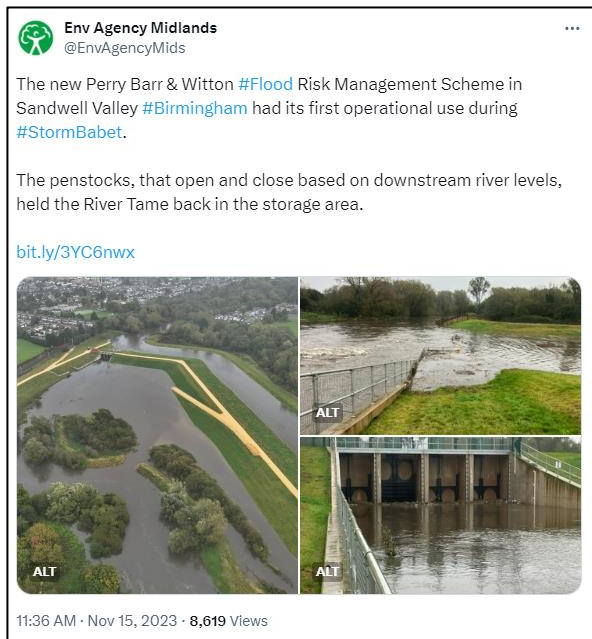 Env Agency Midlands
@EnvAgencyMids
The new Perry Barr & Witton #Flood Risk Management Scheme in
Sandwell Valley #Birmingham had its first operational use during
#StormBabet.
The penstocks, that open and close based on downstream river levels,
held the River Tame back in the storage area.
bit.ly/3YC6nwx
ALT
ALT
ALT
11:36 AM · Nov 15, 2023 · 8,619 Views